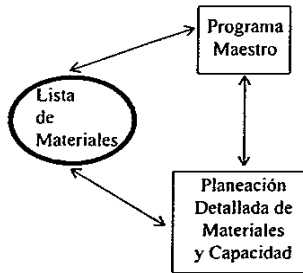 Programa
Maestro
Lista
de
Materiales
Planeación
Detallada de
Materiales
y Capacidad